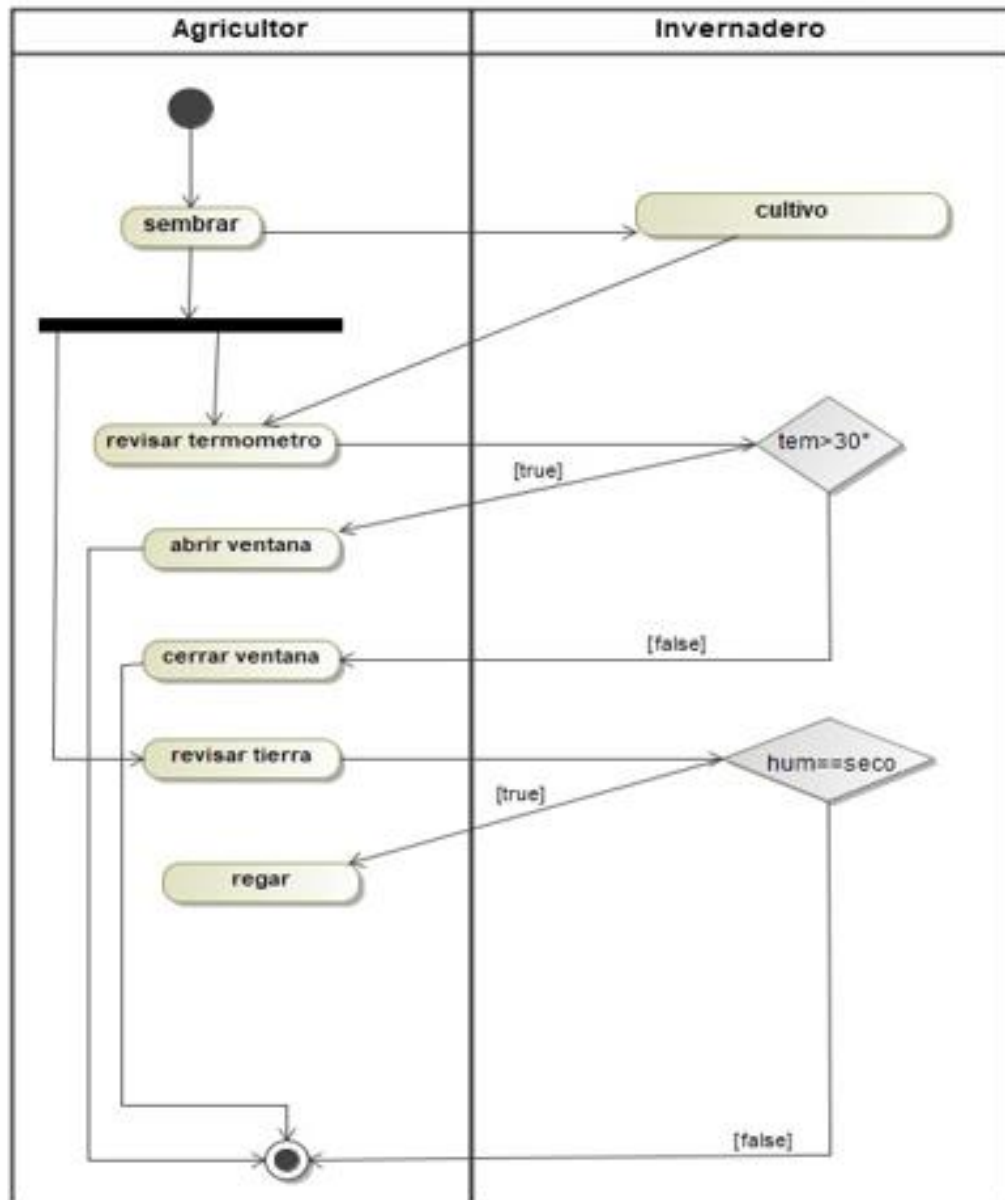 Agricultor
Invernadero
sembrar
cultivo
revisar termometro
tem>30°
[true]
abrir ventana
[false]
cerrar ventana
revisar tierra
hum==seco
[true]
regar
[false]